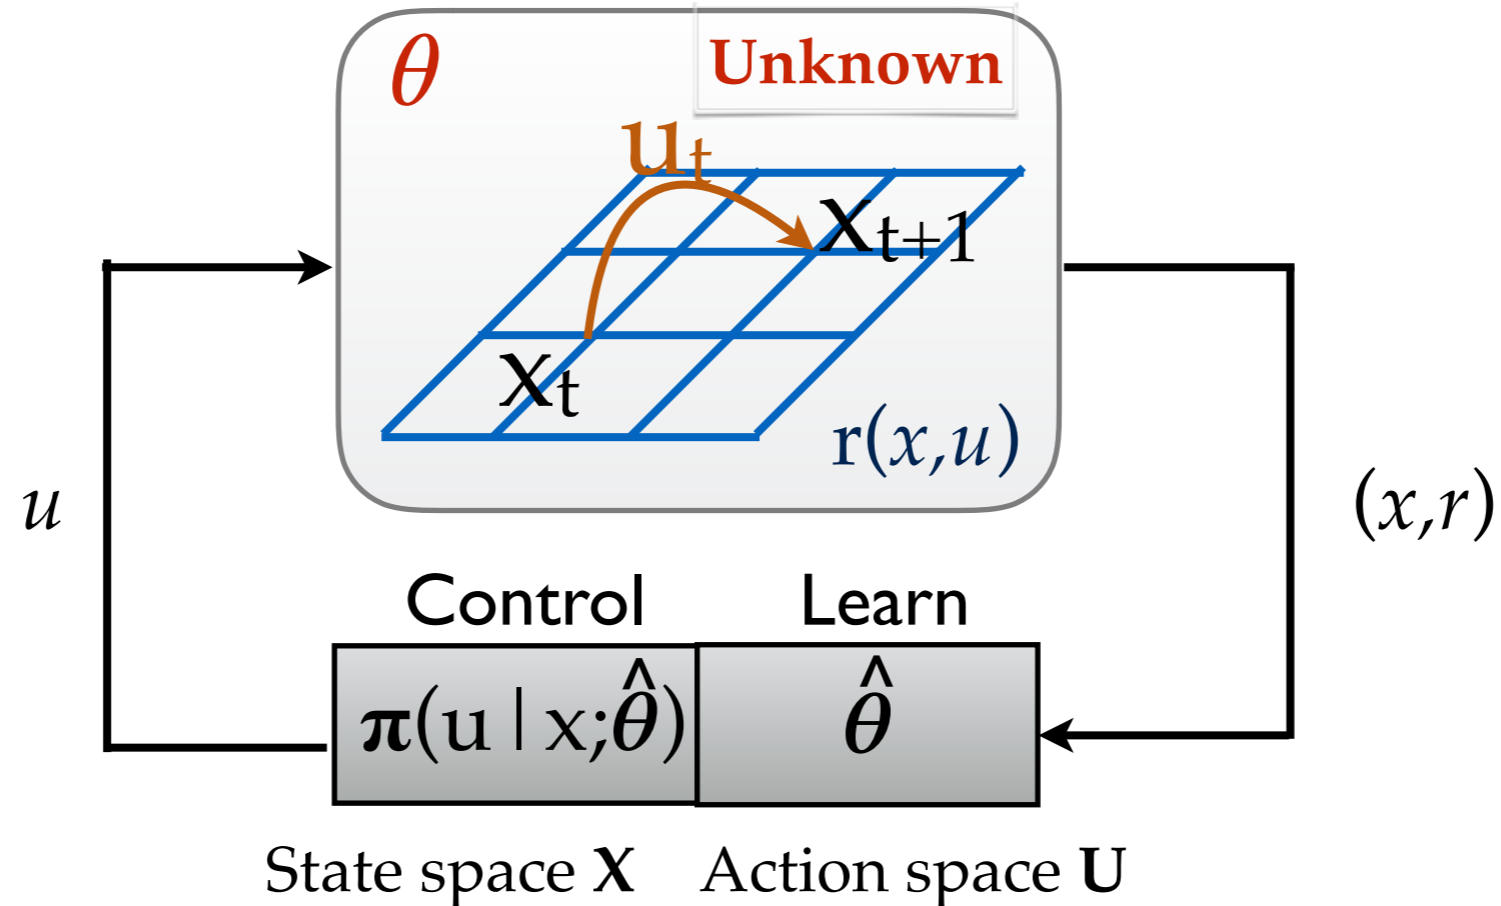 θ
Unknown
uₜ
xₜ₊₁
xₜ
r(x,u)
u
(x,r)
Control
Learn
π(u|x;θ̂)
θ̂
State space X
Action space U